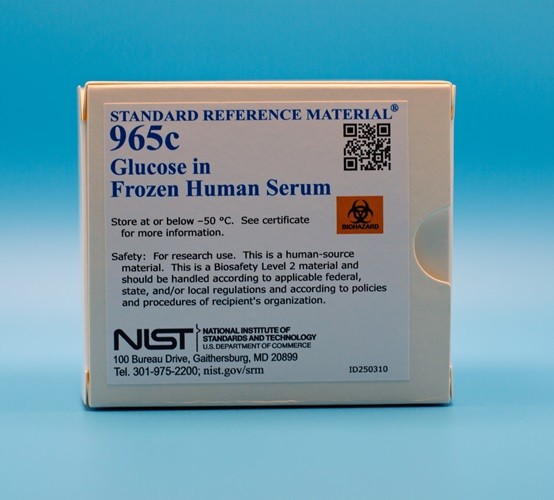 STANDARD REFERENCE MATERIAL®
965c
Glucose in
Frozen Human Serum
BIOHAZARD
Store at or below –50 °C. See certificate
for more information.
Safety: For research use. This is a human-source
material. This is a Biosafety Level 2 material and
should be handled according to applicable federal,
state, and/or local regulations and according to policies
and procedures of recipient's organization.
NIST
NATIONAL INSTITUTE OF
STANDARDS AND TECHNOLOGY
U.S. DEPARTMENT OF COMMERCE
100 Bureau Drive, Gaithersburg, MD 20899
Tel. 301-975-2200; nist.gov/srm
ID250310